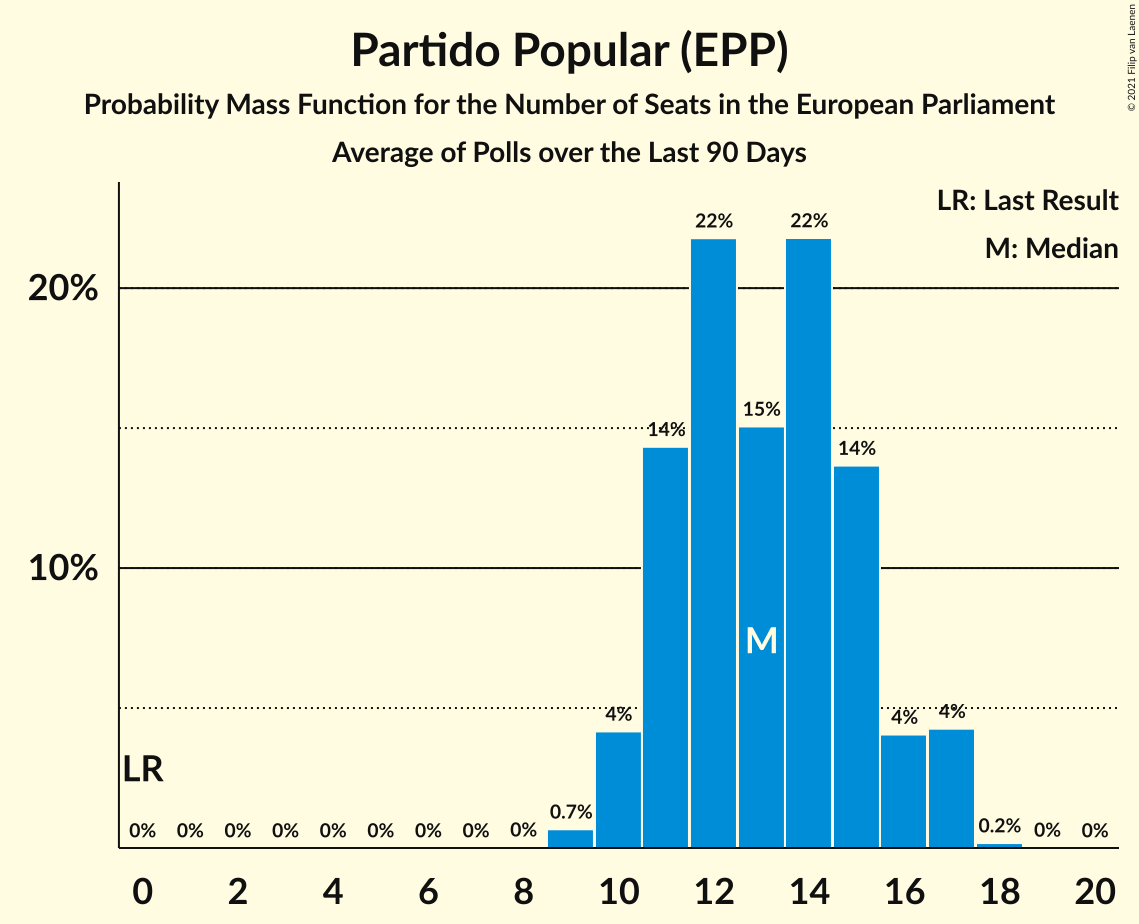 Partido Popular (EPP)
Probability Mass Function for the Number of Seats in the European Parliament
Average of Polls over the Last 90 Days
© 2021 Filip van Laenen
LR: Last Result
M: Median
22% 22%
20%
15%
14% 14%
10%
M
4% 4% 4%
LR
0.7% 0.2%
0% 0% 0% 0% 0% 0% 0% 0% 0% 0% 0%
0 2 4 6 8 10 12 14 16 18 20